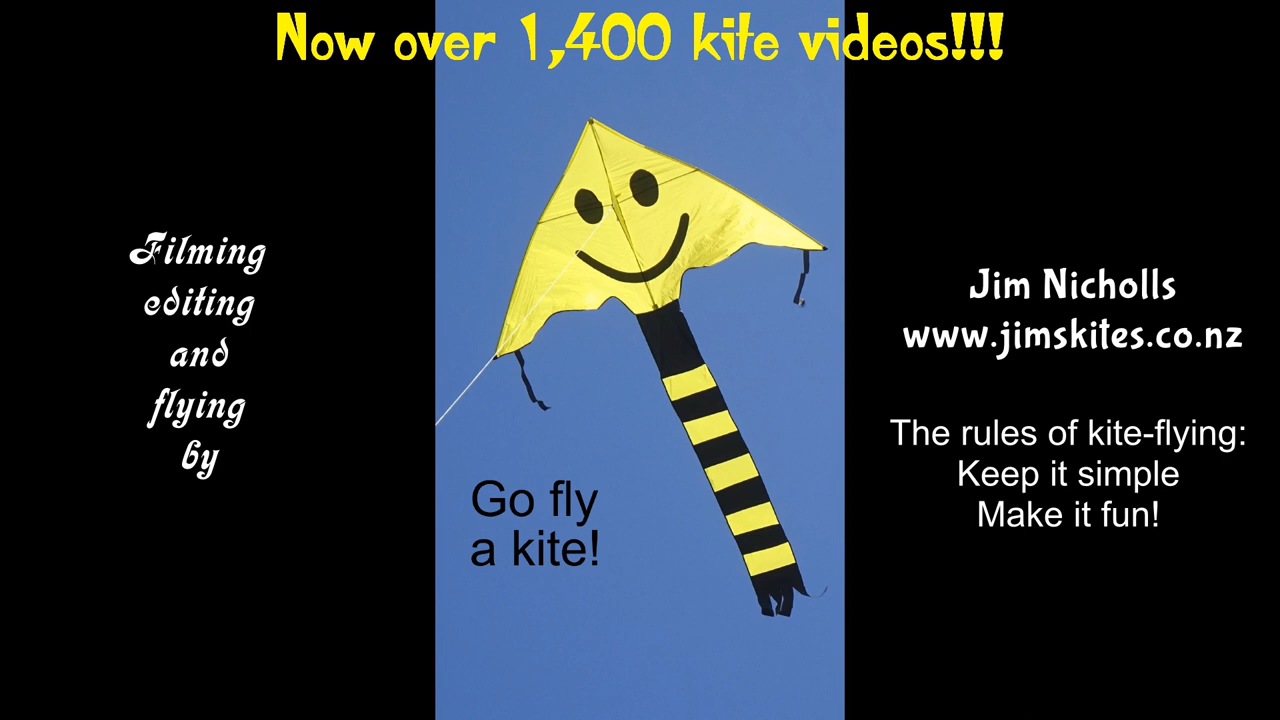 Now over 1,400 kite videos!!!
Filming
editing
and
flying
by
Jim Nicholls
www.jimskites.co.nz
The rules of kite-flying:
Keep it simple
Make it fun!
Go fly
a kite!